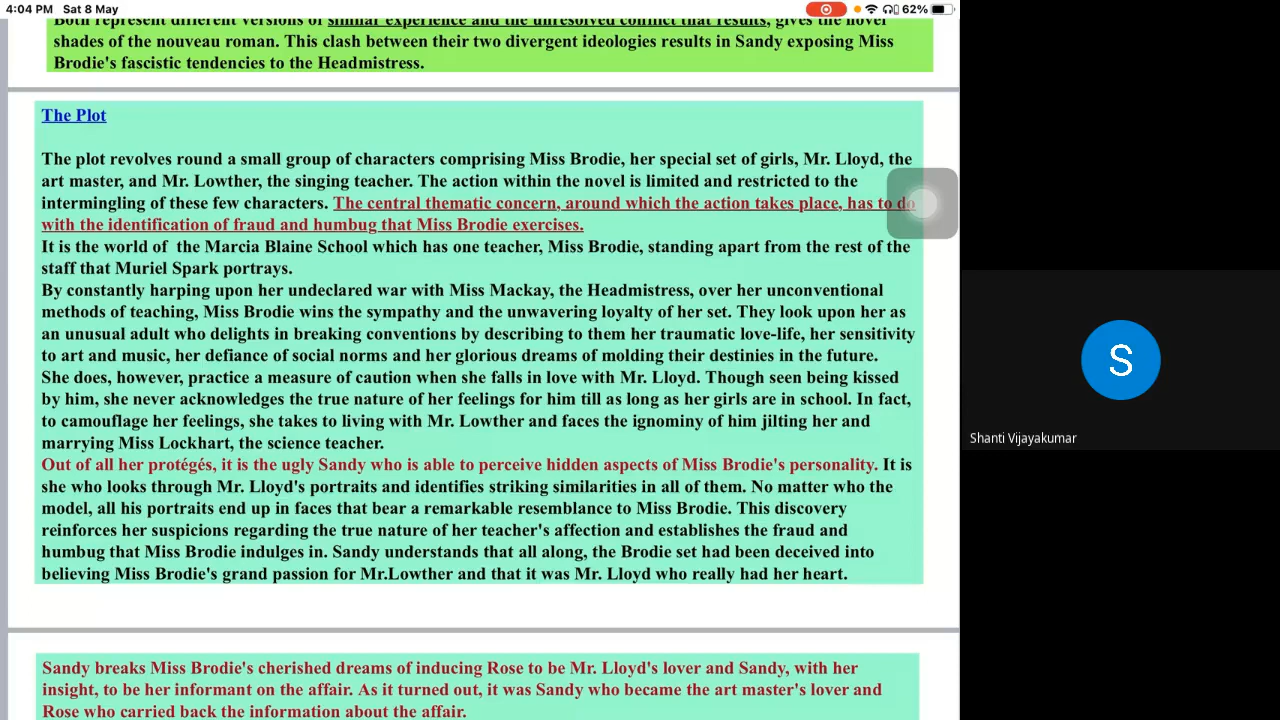 4:04 PM Sat 8 May
62%
Both represent different versions of similar experience and the unresolved conflict that results, gives the novel
shades of the nouveau roman. This clash between their two divergent ideologies results in Sandy exposing Miss
Brodie's fascistic tendencies to the Headmistress.
The Plot
The plot revolves round a small group of characters comprising Miss Brodie, her special set of girls, Mr. Lloyd, the
art master, and Mr. Lowther, the singing teacher. The action within the novel is limited and restricted to the
intermingling of these few characters. The central thematic concern, around which the action takes place, has to do
with the identification of fraud and humbug that Miss Brodie exercises.
It is the world of the Marcia Blaine School which has one teacher, Miss Brodie, standing apart from the rest of the
staff that Muriel Spark portrays.
By constantly harping upon her undeclared war with Miss Mackay, the Headmistress, over her unconventional
methods of teaching, Miss Brodie wins the sympathy and the unwavering loyalty of her set. They look upon her as
an unusual adult who delights in breaking conventions by describing to them her traumatic love-life, her sensitivity
to art and music, her defiance of social norms and her glorious dreams of molding their destinies in the future.
She does, however, practice a measure of caution when she falls in love with Mr. Lloyd. Though seen being kissed
by him, she never acknowledges the true nature of her feelings for him till as long as her girls are in school. In fact,
to camouflage her feelings, she takes to living with Mr. Lowther and faces the ignominy of him jilting her and
marrying Miss Lockhart, the science teacher.
Out of all her protégés, it is the ugly Sandy who is able to perceive hidden aspects of Miss Brodie's personality. It is
she who looks through Mr. Lloyd's portraits and identifies striking similarities in all of them. No matter who the
model, all his portraits end up in faces that bear a remarkable resemblance to Miss Brodie. This discovery
reinforces her suspicions regarding the true nature of her teacher's affection and establishes the fraud and
humbug that Miss Brodie indulges in. Sandy understands that all along, the Brodie set had been deceived into
believing Miss Brodie's grand passion for Mr.Lowther and that it was Mr. Lloyd who really had her heart.
Sandy breaks Miss Brodie's cherished dreams of inducing Rose to be Mr. Lloyd's lover and Sandy, with her
insight, to be her informant on the affair. As it turned out, it was Sandy who became the art master's lover and
Rose who carried back the information about the affair.
S
Shanti Vijayakumar